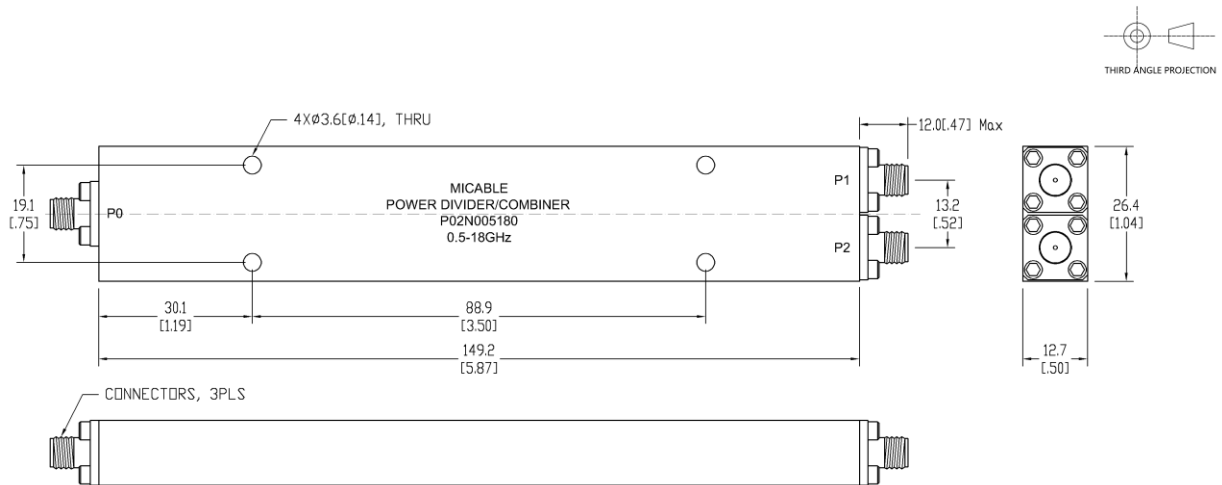 THIRD ANGLE PROJECTION
4XØ3.6[Ø.14], THRU
12.0[.47] Max
MICABLE
POWER DIVIDER/COMBINER
P02N005180
0.5-18GHz
P0
P1
P2
19.1
[.75]
13.2
[.52]
26.4
[1.04]
30.1
[1.19]
88.9
[3.50]
149.2
[5.87]
12.7
[.50]
CONNECTORS, 3PLS